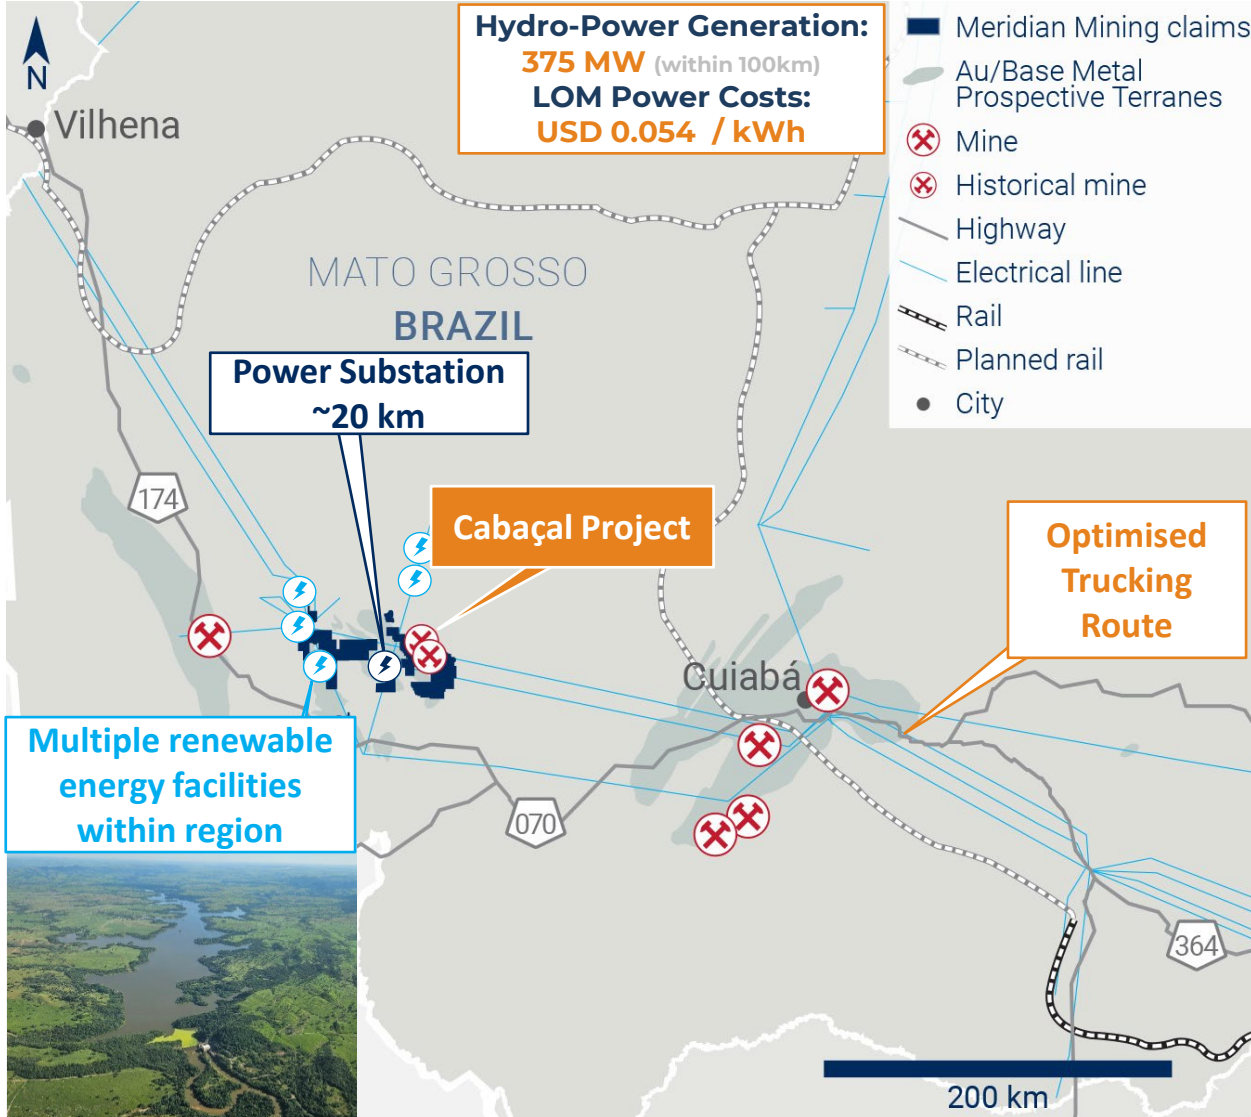 N
Vilhena
Hydro-Power Generation:
375 MW (within 100km)
LOM Power Costs:
USD 0.054 / kWh
Meridian Mining claims
Au/Base Metal
Prospective Terranes
Mine
Historical mine
Highway
Electrical line
Rail
Planned rail
City
MATO GROSSO
BRAZIL
Power Substation
~20 km
174
Cabaçal Project
Optimised
Trucking
Route
Cuiabá
Multiple renewable
energy facilities
within region
070
364
200 km